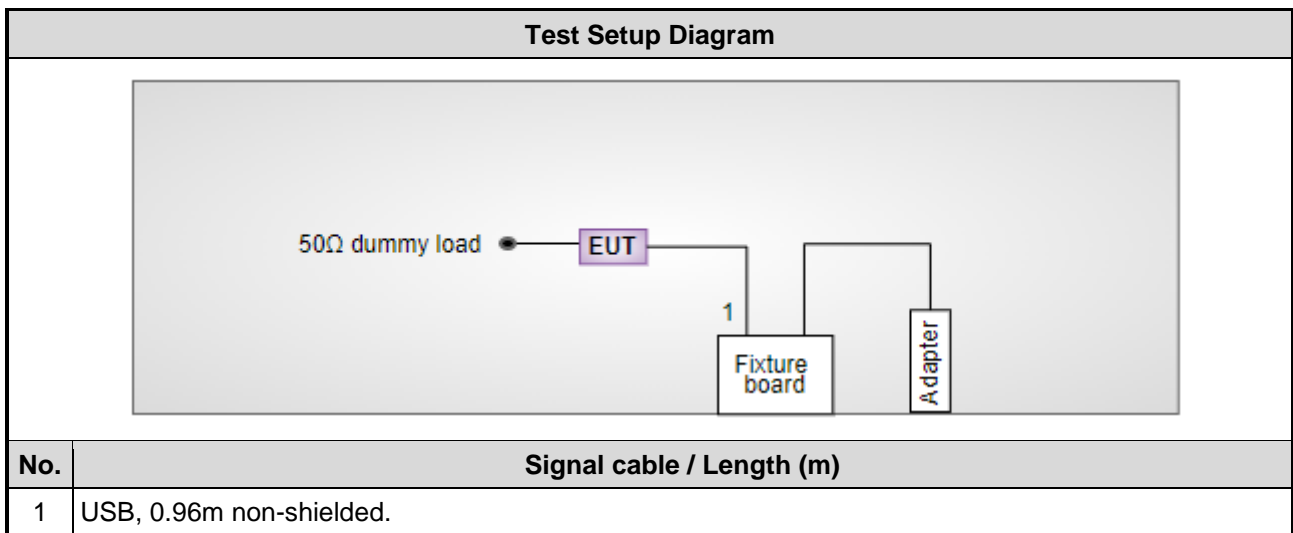 Test Setup Diagram
50Ω dummy load
EUT
1
Fixture
board
Adapter
No. Signal cable / Length (m)
1 USB, 0.96m non-shielded.